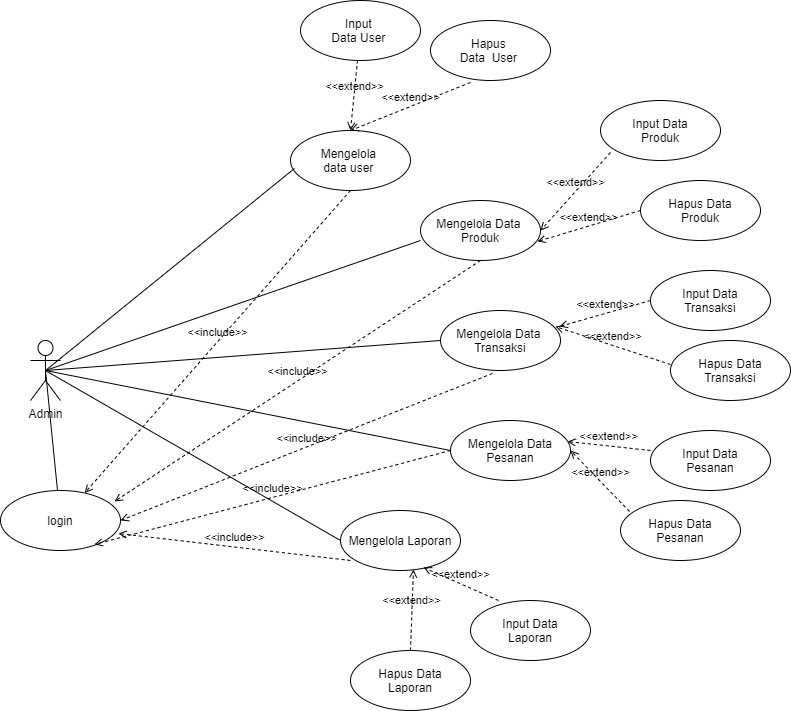 Input
Data User
Hapus
Data  User
<<extend>>
<<extend>>
Mengelola
data user
Input Data
Produk
<<extend>>
Hapus Data
Produk
<<extend>>
Mengelola Data
Produk
Input Data
Transaksi
<<extend>>
<<include>>
Mengelola Data
Transaksi
<<extend>>
Hapus Data
Transaksi
<<include>>
Admin
<<include>>
<<extend>>
Mengelola Data
Pesanan
Input Data
Pesanan
<<extend>>
<<include>>
Hapus Data
Pesanan
login
<<include>>
Mengelola Laporan
<<extend>>
<<extend>>
Input Data
Laporan
Hapus Data
Laporan